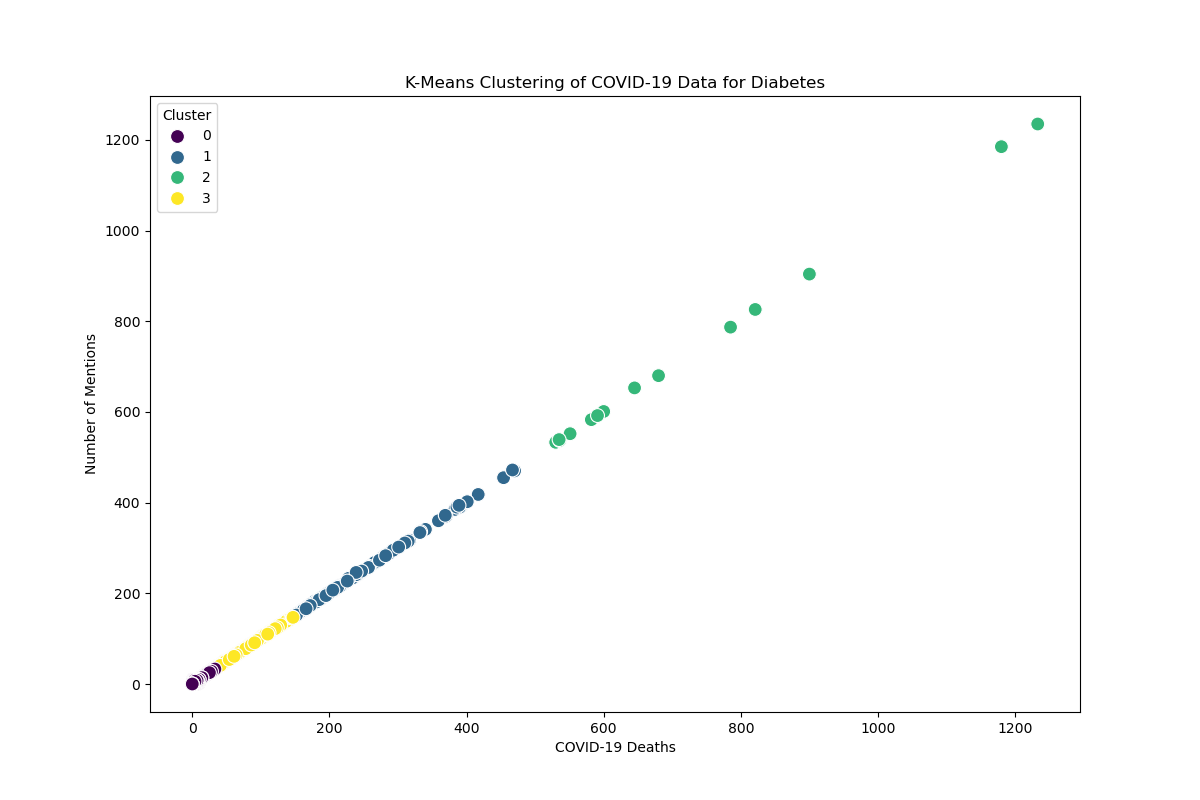 K-Means Clustering of COVID-19 Data for Diabetes
Cluster
0
1
2
3
1200
1000
800
600
400
200
0
Number of Mentions
0 200 400 600 800 1000 1200
COVID-19 Deaths